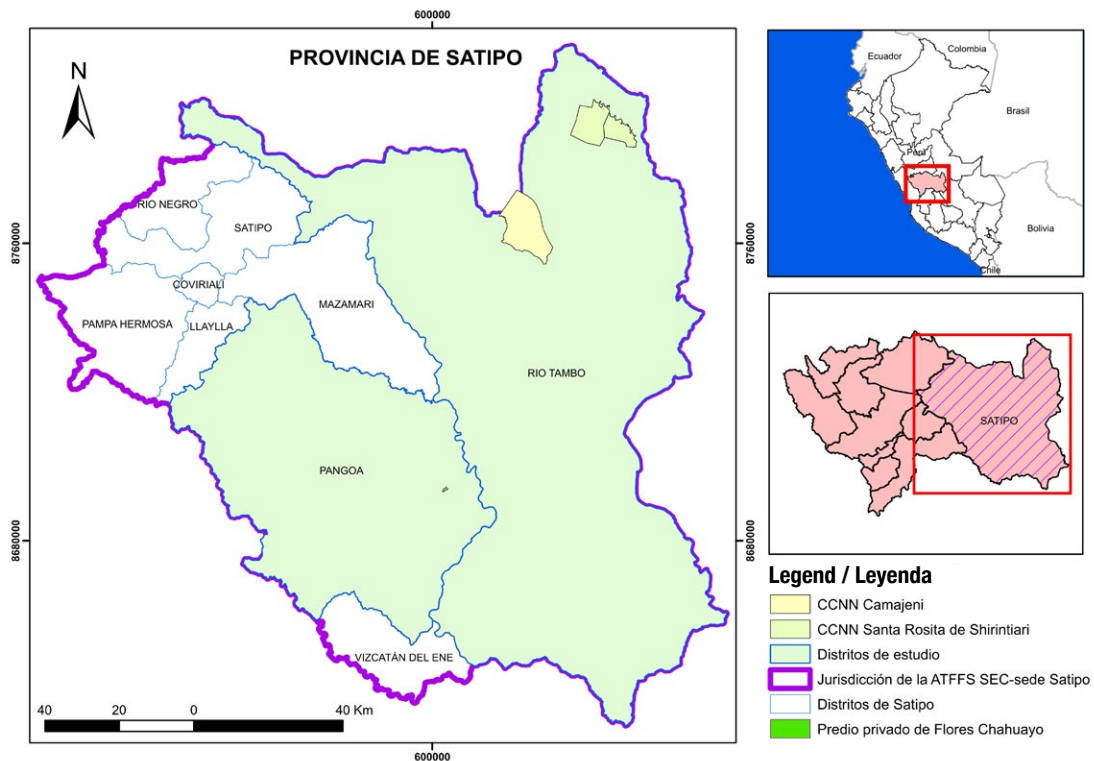 600000
PROVINCIA DE SATIPO
N
RIO NEGRO
SATIPO
COVIRIALI
MAZAMARI
PAMPA HERMOSA
LLAYLLA
RIO TAMBO
PANGOA
VIZCATÁN DEL ENE
8760000
8760000
8680000
8680000
40 20 0 40 Km
600000
Ecuador
Colombia
Brasil
Perú
Bolivia
Chile
SATIPO
Legend / Leyenda
CCNN Camajeni
CCNN Santa Rosita de Shirintiari
Distritos de estudio
Jurisdicción de la ATFFS SEC-sede Satipo
Distritos de Satipo
Predio privado de Flores Chahuayo